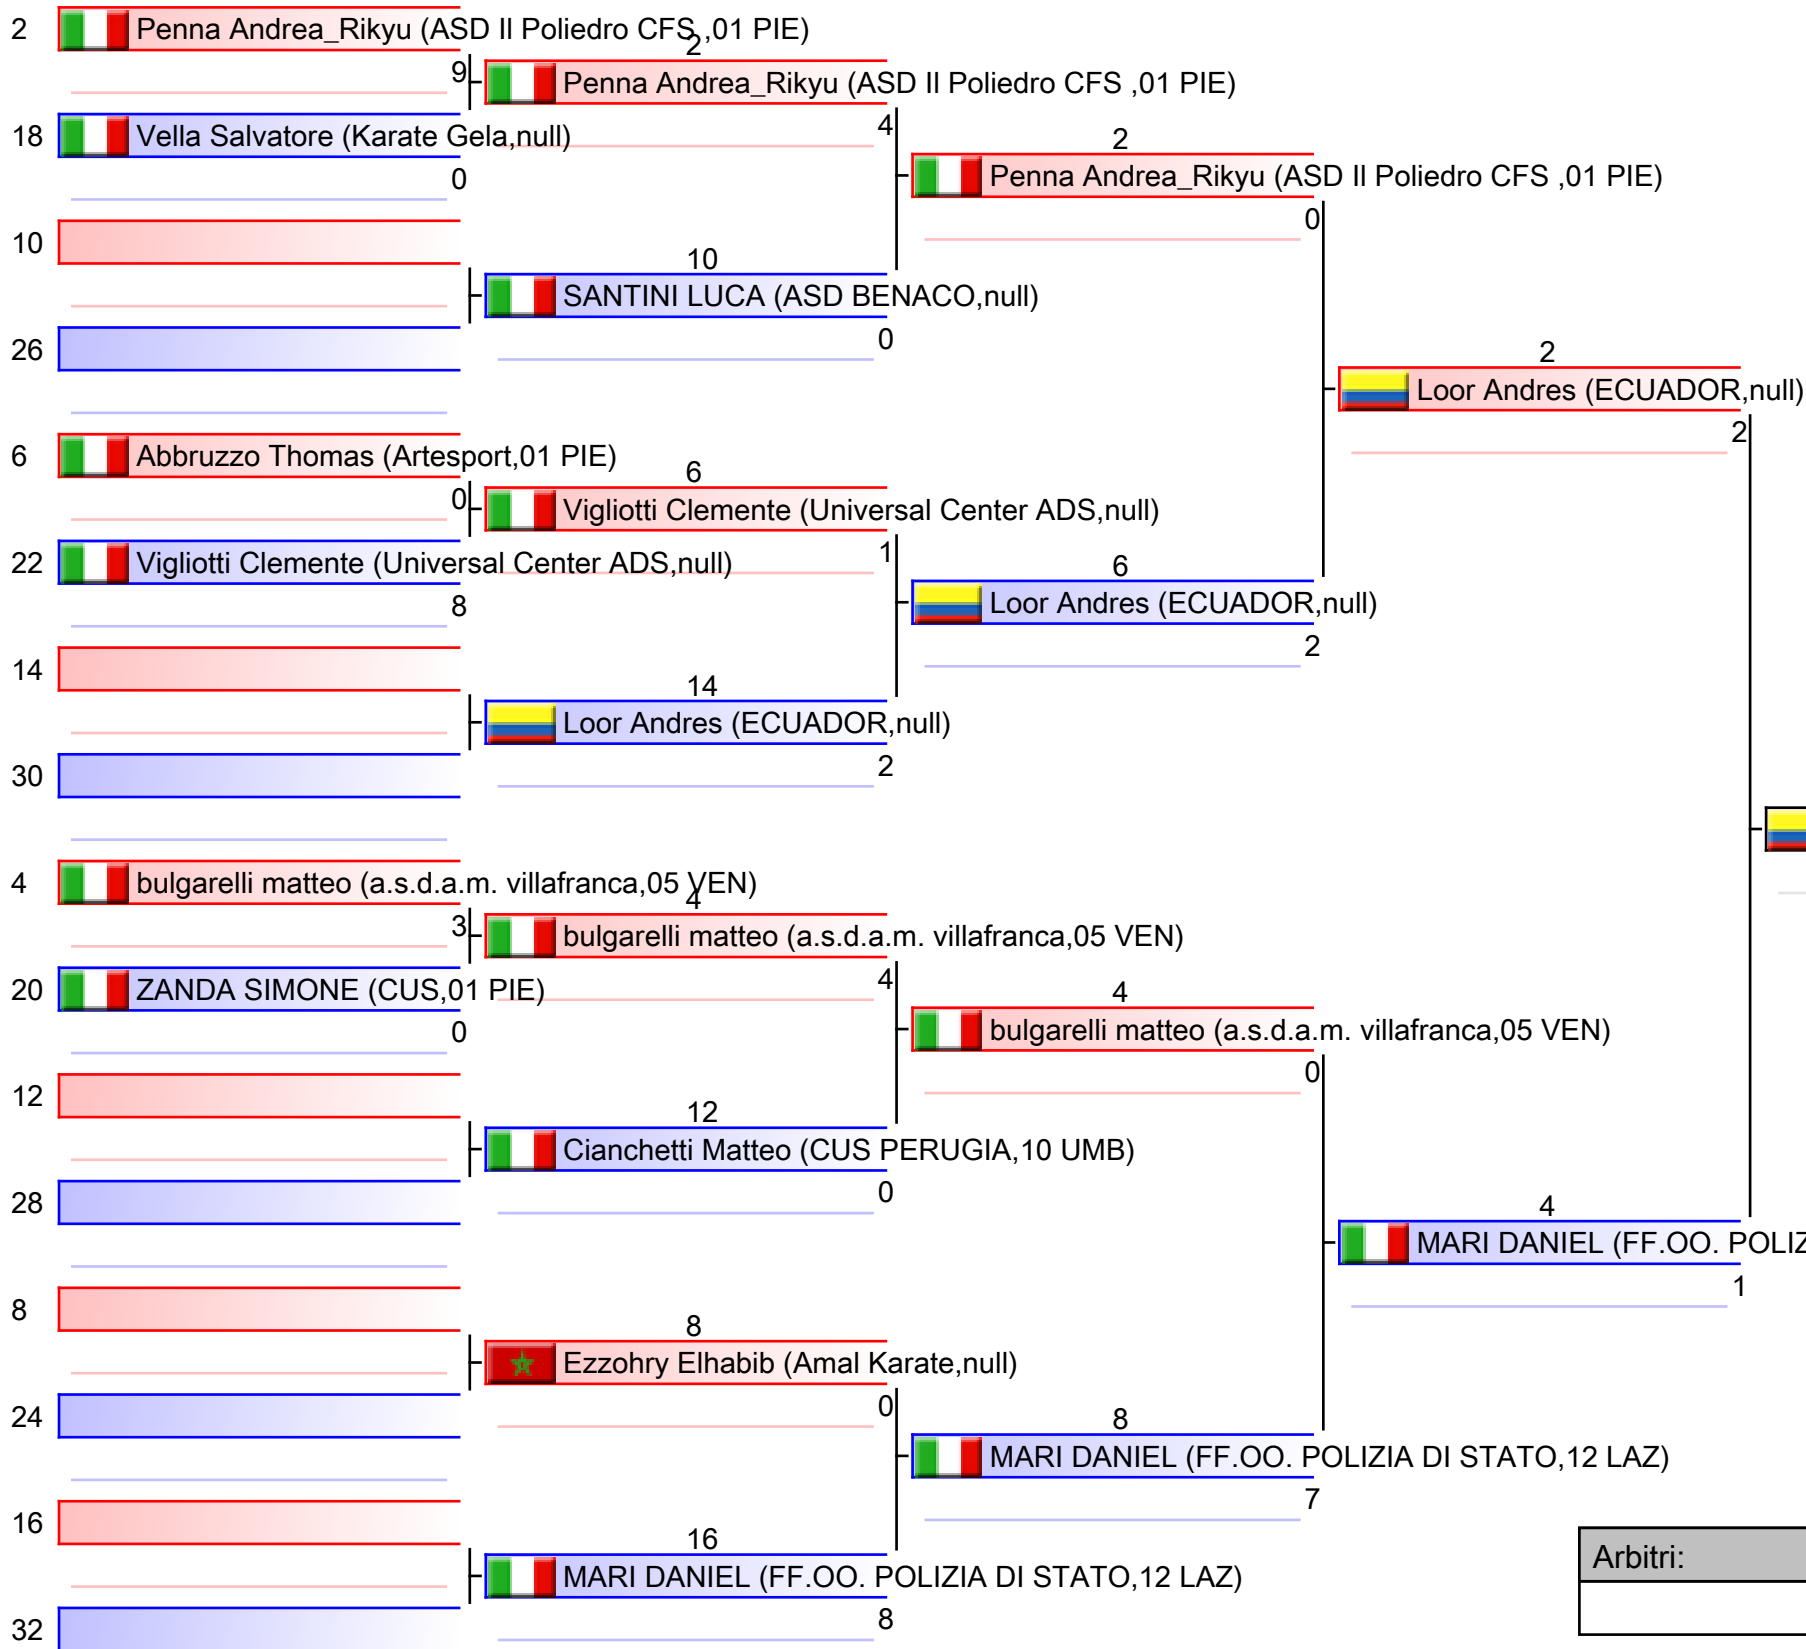 2 Penna Andrea_Rikyu (ASD Il Poliedro CFS ,01 PIE)
2
9 Penna Andrea_Rikyu (ASD Il Poliedro CFS ,01 PIE)
18 Vella Salvatore (Karate Gela,null)
4
2
0
Penna Andrea_Rikyu (ASD Il Poliedro CFS ,01 PIE)
0
10
10
SANTINI LUCA (ASD BENACO,null)
0
26
2
Loor Andres (ECUADOR,null)
2
6 Abbruzzo Thomas (Artesport,01 PIE)
6
0 Vigliotti Clemente (Universal Center ADS,null)
22 Vigliotti Clemente (Universal Center ADS,null)
1
6
8
Loor Andres (ECUADOR,null)
2
14
14
Loor Andres (ECUADOR,null)
2
30
4 bulgarelli matteo (a.s.d.a.m. villafranca,05 VEN)
4
3 bulgarelli matteo (a.s.d.a.m. villafranca,05 VEN)
20 ZANDA SIMONE (CUS,01 PIE)
4
4
0
bulgarelli matteo (a.s.d.a.m. villafranca,05 VEN)
0
12
12
Cianchetti Matteo (CUS PERUGIA,10 UMB)
0
28
4
MARI DANIEL (FF.OO. POLIZ
1
8
8
Ezzohry Elhabib (Amal Karate,null)
0
24
8
MARI DANIEL (FF.OO. POLIZIA DI STATO,12 LAZ)
7
16
16
Arbitri:
MARI DANIEL (FF.OO. POLIZIA DI STATO,12 LAZ)
8
32